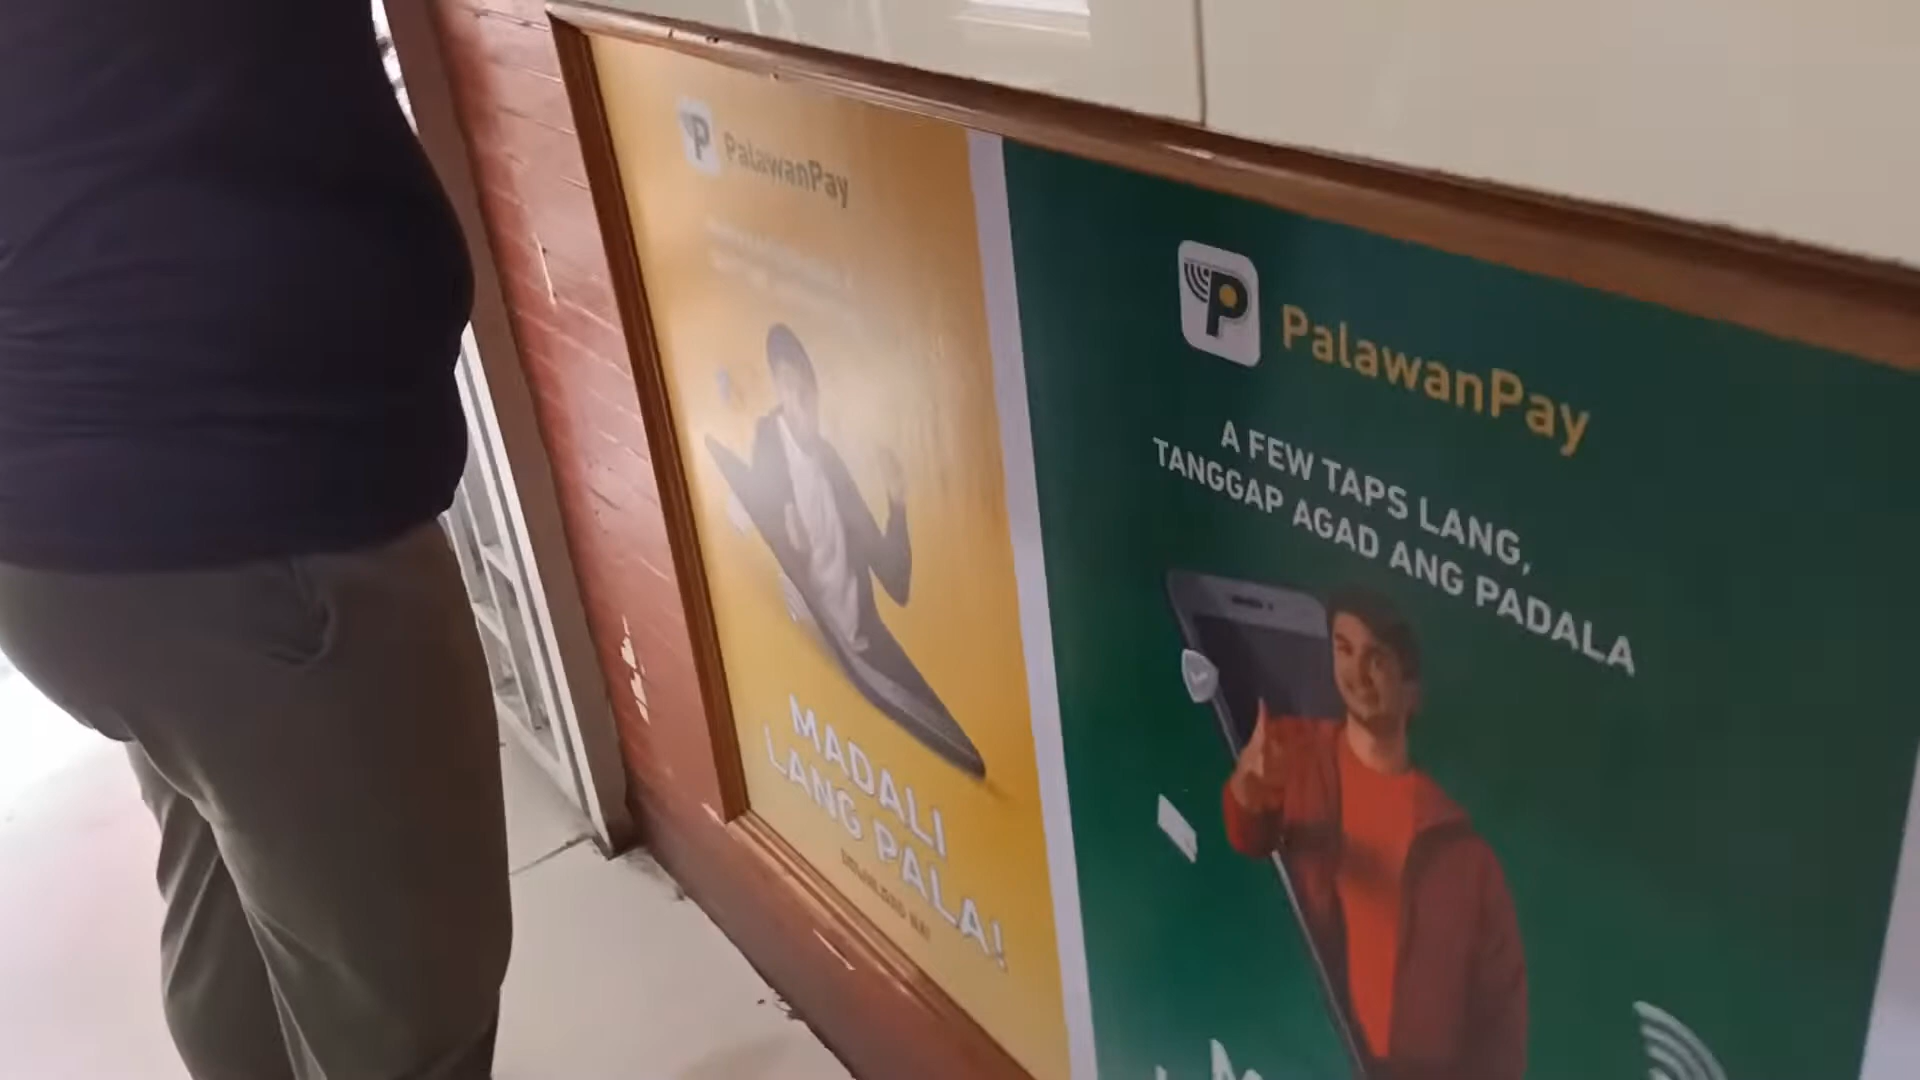 PalawanPay
MADALI
LANG PALA!
PalawanPay
A FEW TAPS LANG,
TANGGAP AGAD ANG PADALA